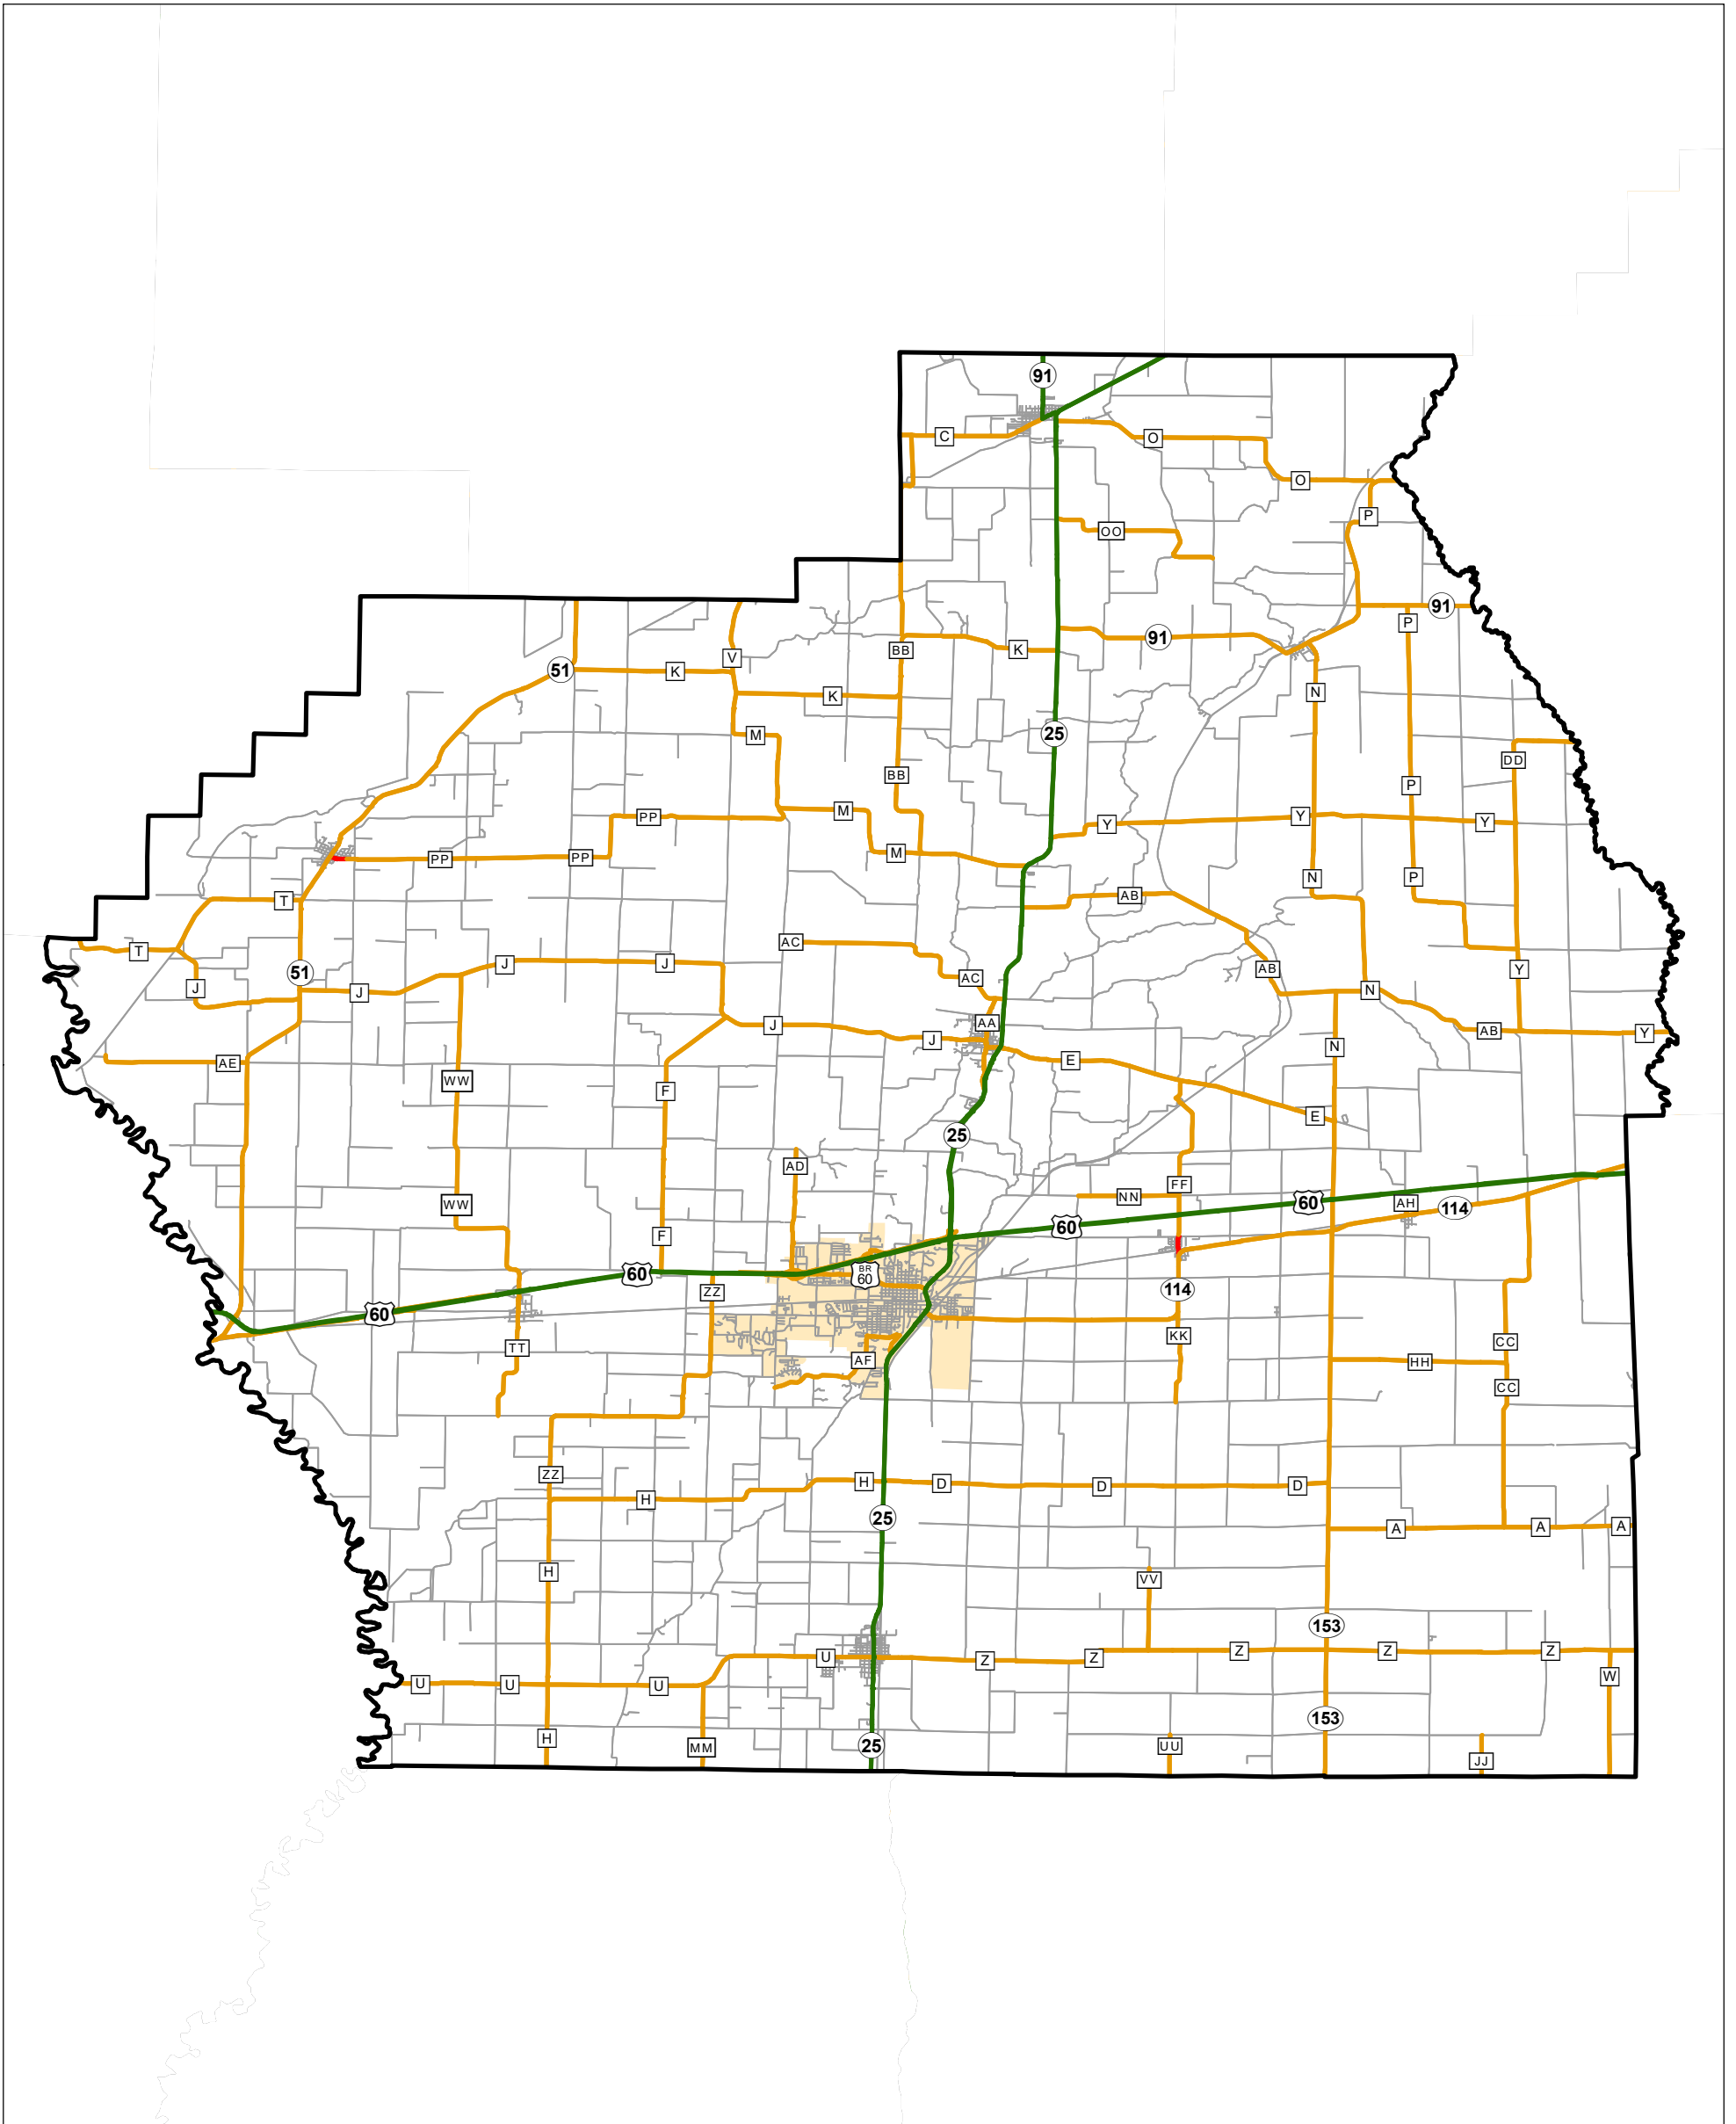 91
C
O
O
P
OO
91
P
91
BB
K
V
51
K
N
K
25
M
DD
BB
P
M
PP
Y
Y
Y
M
PP
PP
P
N
AB
T
AC
T
J
J
AB
Y
51
AC
J
N
J
AA
J
AB
Y
J
N
E
AE
WW
F
E
25
AD
FF
NN
60
AH
WW
114
60
F
60
BR
60
114
ZZ
60
KK
CC
TT
AF
HH
CC
ZZ
H
D
D
D
H
25
A
A
A
H
VV
153
Z
Z
Z
U
Z
Z
W
U
U
U
153
H
MM
25
UU
JJ